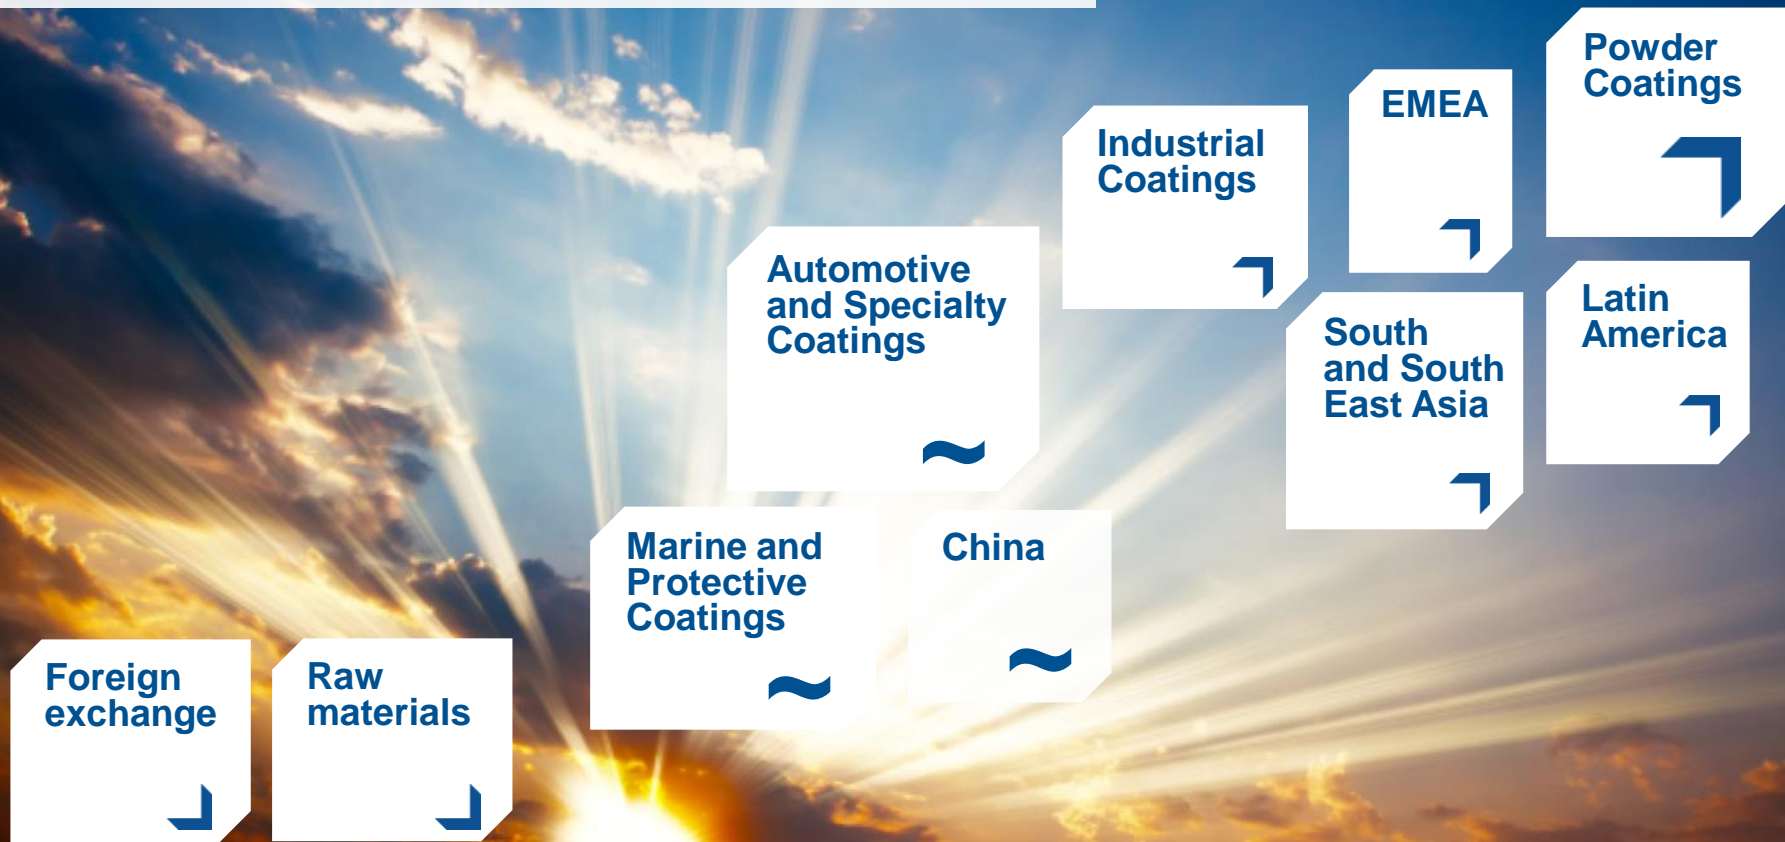 Powder
Coatings
EMEA
Industrial
Coatings
Automotive
and Specialty
Coatings
Latin
America
South
and South
East Asia
~
Marine and
Protective
Coatings
~
China
~
Foreign
exchange
Raw
materials